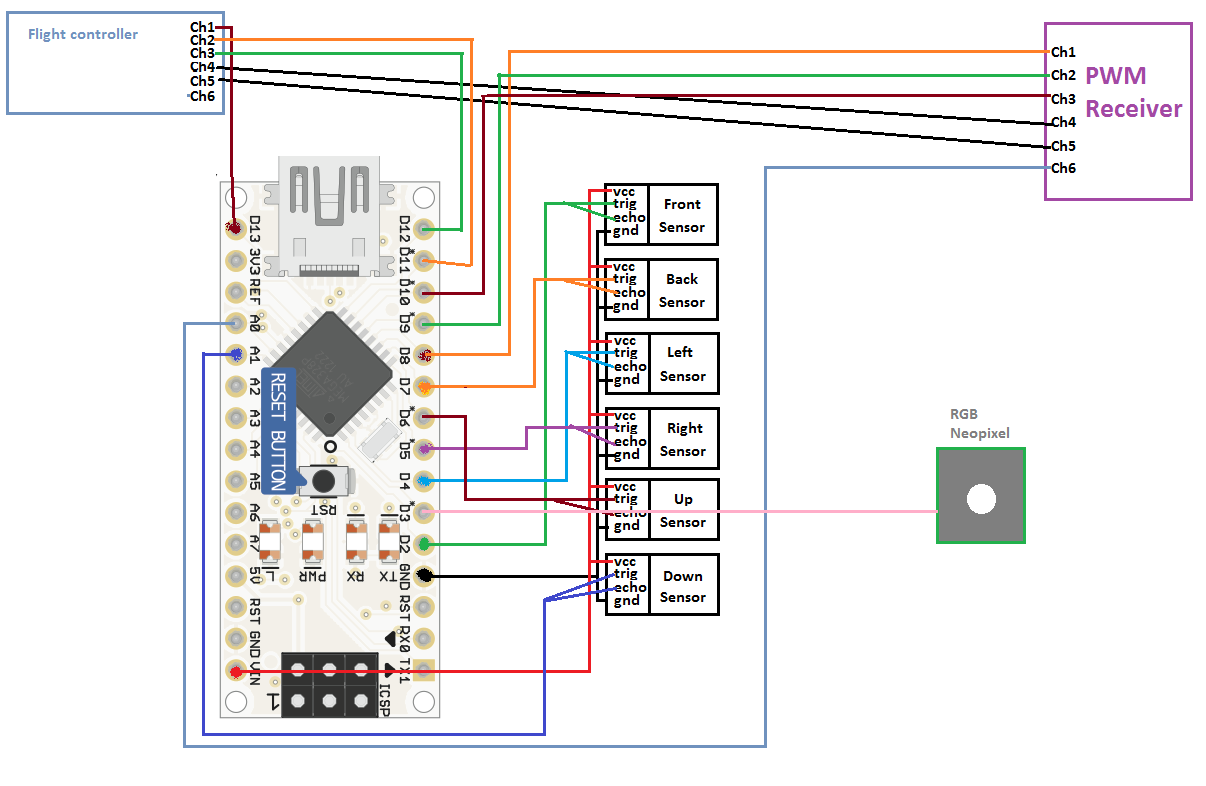 Flight controller
Ch1
Ch2
Ch3
Ch4
Ch5
Ch6
Ch1
Ch2
Ch3
Ch4
Ch5
Ch6
PWM
Receiver
D13
3V3
REF
A0
A1
A2
A3
A4
A5
A6
A7
5V
RST
GND
VIN
D12
D11*
D10*
D9*
D8
D7
D6*
D5*
D4
D3*
D2
GND
RST
RX0
TX1
RESET BUTTON
RST
L
PWR
RX
TX
1
ICSP
vcc
trig
echo
gnd
Front
Sensor
vcc
trig
echo
gnd
Back
Sensor
vcc
trig
echo
gnd
Left
Sensor
vcc
trig
echo
gnd
Right
Sensor
vcc
trig
echo
gnd
Up
Sensor
vcc
trig
echo
gnd
Down
Sensor
RGB
Neopixel